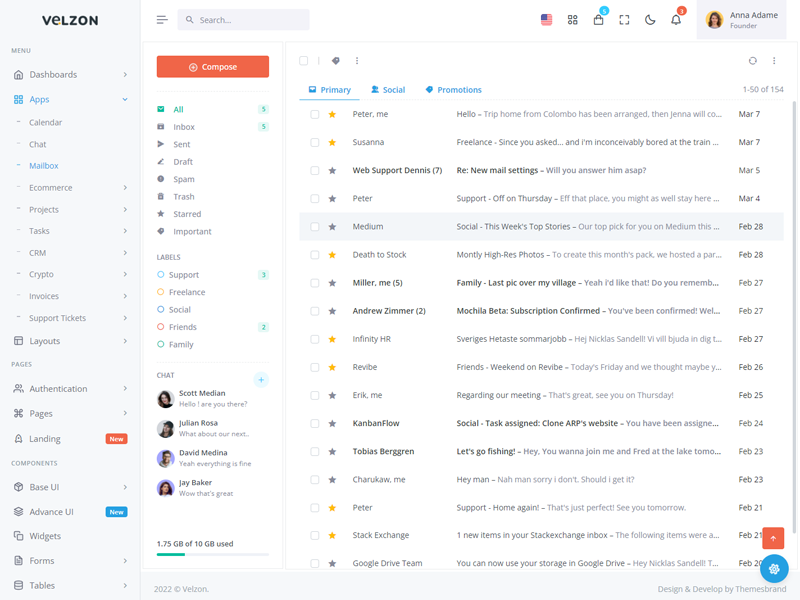 VELZON
MENU
Dashboards
Apps
Calendar
Chat
Mailbox
Ecommerce
Projects
Tasks
CRM
Crypto
Invoices
Support Tickets
Layouts
PAGES
Authentication
Pages
Landing New
COMPONENTS
Base UI
Advance UI New
Widgets
Forms
Tables
Search...
5
3
Anna Adame
Founder
Compose
All 5
Inbox 5
Sent
Draft
Spam
Trash
Starred
Important
LABELS
Support 3
Freelance
Social
Friends 2
Family
CHAT
+
Scott Median
Hello ! are you there?
Julian Rosa
What about our next..
David Medina
Yeah everything is fine
Jay Baker
Wow that's great
1.75 GB of 10 GB used
Primary Social Promotions 1-50 of 154
Peter, me Hello – Trip home from Colombo has been arranged, then Jenna will co... Mar 7
Susanna Freelance - Since you asked... and i'm inconceivably bored at the train ... Mar 7
Web Support Dennis (7) Re: New mail settings – Will you answer him asap? Mar 5
Peter Support - Off on Thursday – Eff that place, you might as well stay here ... Mar 4
Medium Social - This Week's Top Stories – Our top pick for you on Medium this ... Feb 28
Death to Stock Montly High-Res Photos – To create this month's pack, we hosted a par... Feb 28
Miller, me (5) Family - Last pic over my village – Yeah i'd like that! Do you rememb... Feb 27
Andrew Zimmer (2) Mochila Beta: Subscription Confirmed – You've been confirmed! Wel... Feb 27
Infinity HR Sveriges Hetaste sommarjobb – Hej Nicklas Sandell! Vi vill bjuda in dig t... Feb 27
Revibe Friends - Weekend on Revibe – Today's Friday and we thought maybe y... Feb 26
Erik, me Regarding our meeting – That's great, see you on Thursday! Feb 25
KanbanFlow Social - Task assigned: Clone ARP's website – You have been assigne... Feb 24
Tobias Berggren Let's go fishing! – Hey, You wanna join me and Fred at the lake tomo... Feb 23
Charukaw, me Hey man – Nah man sorry i don't. Should i get it? Feb 23
Peter Support - Home again! – That's just perfect! See you tomorrow. Feb 21
Stack Exchange 1 new items in your Stackexchange inbox – The following items were a... Feb 21
Google Drive Team You can now use your storage in Google Drive – Hey Nicklas Sandell! T... Feb 20
2022 © Velzon. Design & Develop by Themesbrand